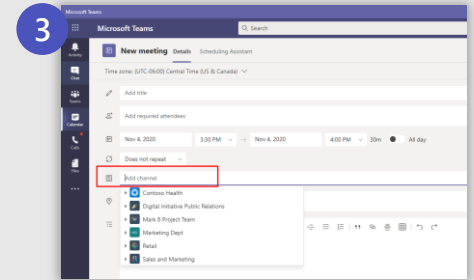 3
Microsoft Teams
Microsoft Teams
Search
Activity
Chat
Teams
Calendar
Calls
Files
New meeting Details Scheduling Assistant
Time zone: (UTC-06:00) Central Time (US & Canada)
Add title
Add required attendees
Nov 4, 2020 3:30 PM → Nov 4, 2020 4:00 PM 30m All day
Does not repeat
Add channel
Contoso Health
Digital Initiative Public Relations
Mark 8 Project Team
Marketing Dept
Retail
Sales and Marketing